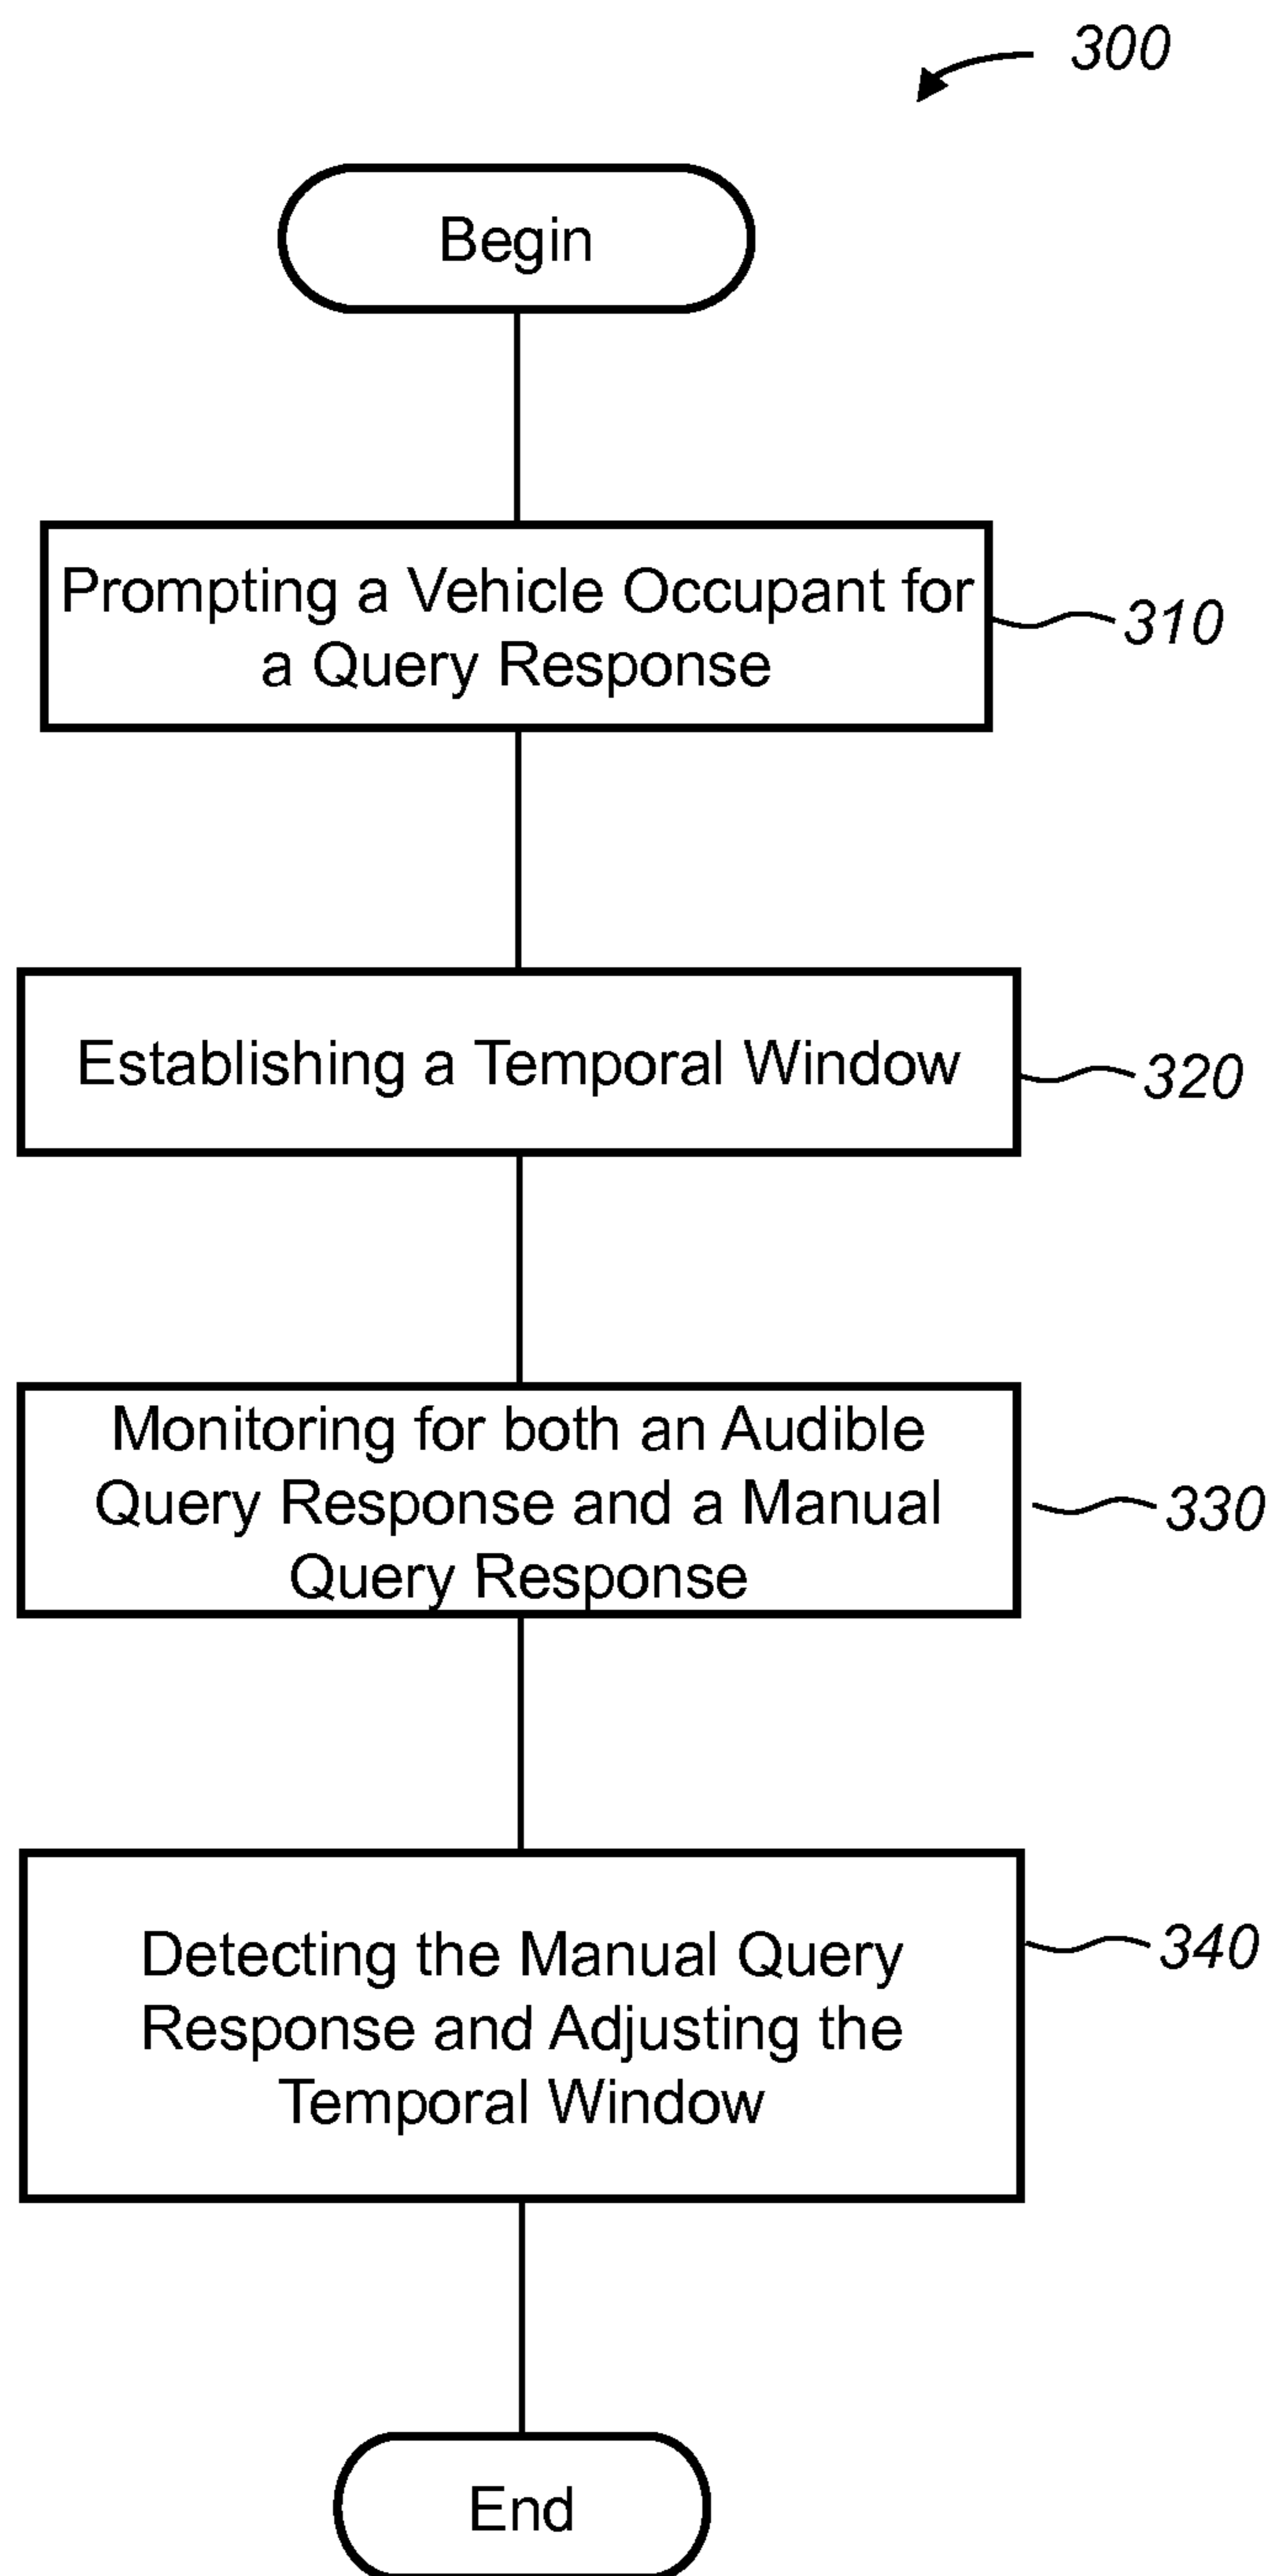 300
Begin
Prompting a Vehicle Occupant for
a Query Response
310
Establishing a Temporal Window
320
Monitoring for both an Audible
Query Response and a Manual
Query Response
330
Detecting the Manual Query
Response and Adjusting the
Temporal Window
340
End